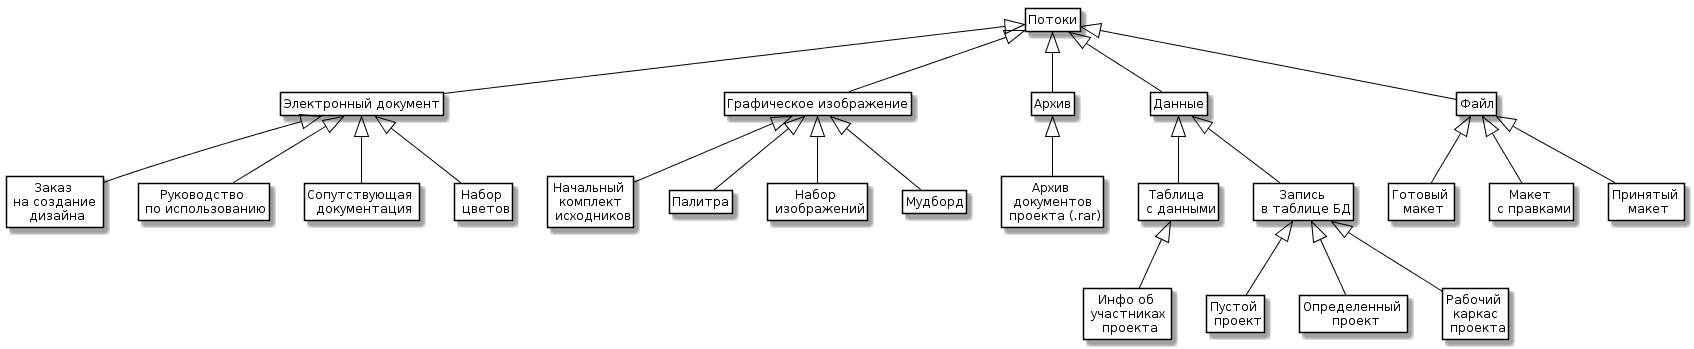 Потоки
Электронный документ
Графическое изображение
Архив
Данные
Файл
Заказ
на создание
дизайна
Руководство
по использованию
Сопутствующая
документация
Набор
цветов
Начальный
комплект
исходников
Палитра
Набор
изображений
Мудборд
Архив
документов
проекта (.rar)
Таблица
с данными
Запись
в таблице БД
Готовый
макет
Макет
с правками
Принятый
макет
Инфо об
участниках
проекта
Пустой
проект
Определенный
проект
Рабочий
каркас
проекта